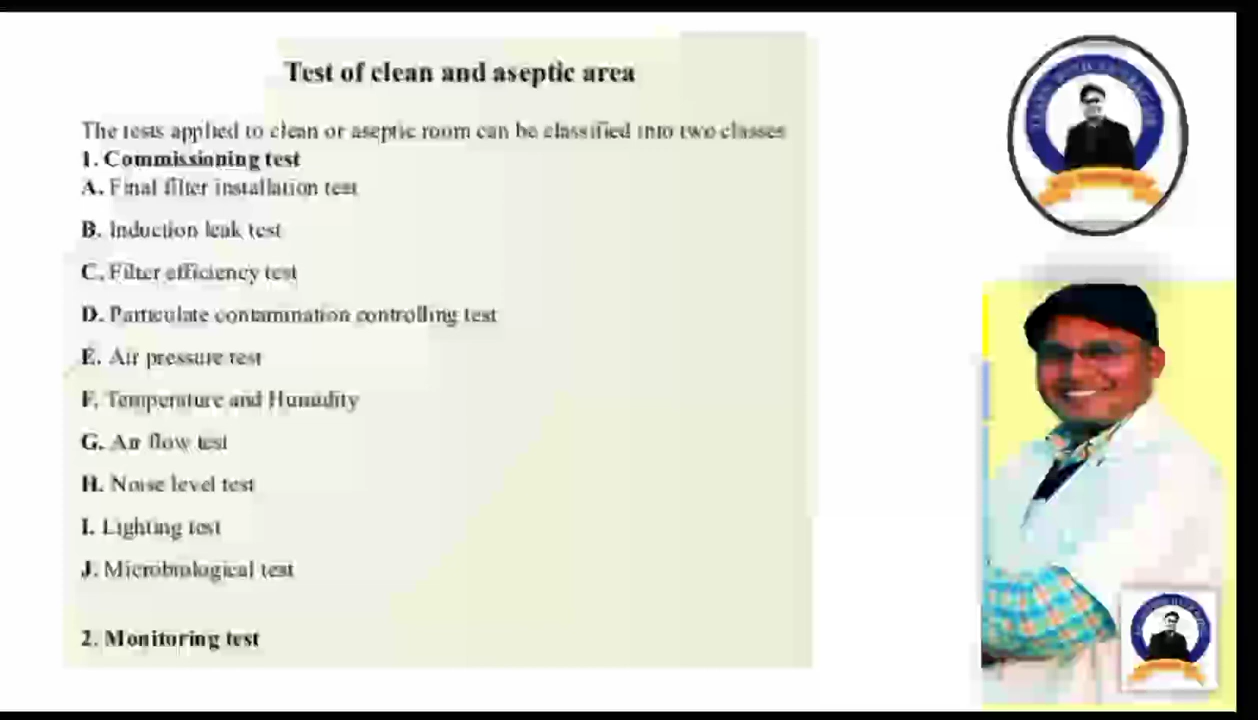 Test of clean and aseptic area
The tests applied to clean or aseptic room can be classified into two classes
1. Commissioning test
A. Final filter installation test
B. Induction leak test
C. Filter efficiency test
D. Particulate contamination controlling test
E. Air pressure test
F. Temperature and Humidity
G. Air flow test
H. Noise level test
I. Lighting test
J. Microbiological test
2. Monitoring test